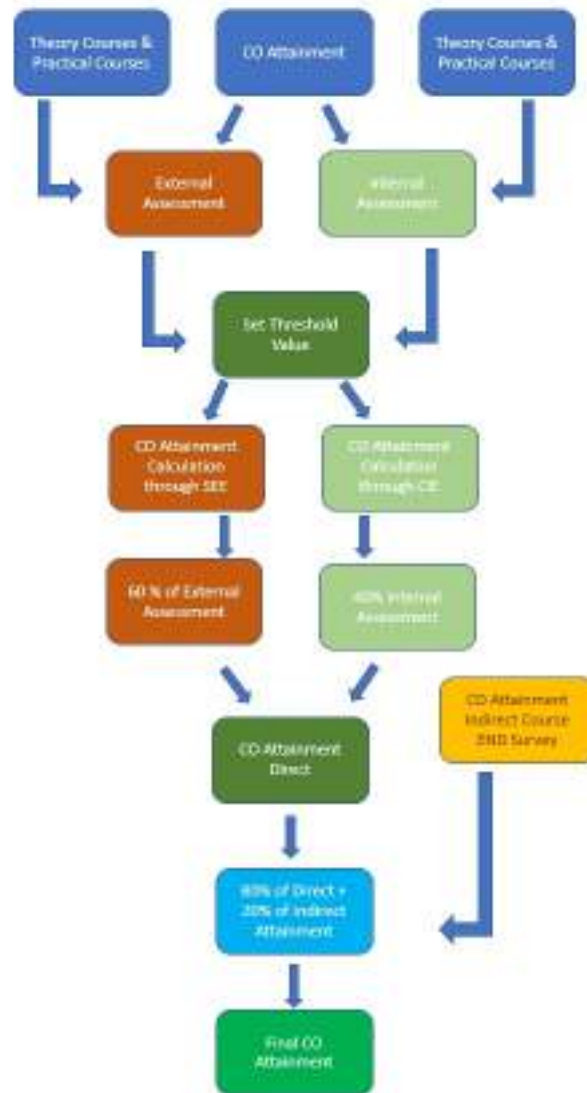 Theory Courses &
Practical Courses
CO Attainment
Theory Courses &
Practical Courses
External
Assessment
Internal
Assessment
Set Threshold
Value
CO Attainment
Calculation
through SEE
CO Attainment
Calculation
through CIE
60 % of External
Assessment
40% Internal
Assessment
CO Attainment
Direct
CO Attainment
Indirect Course
END Survey
80% of Direct +
20% of Indirect
Attainment
Final CO
Attainment